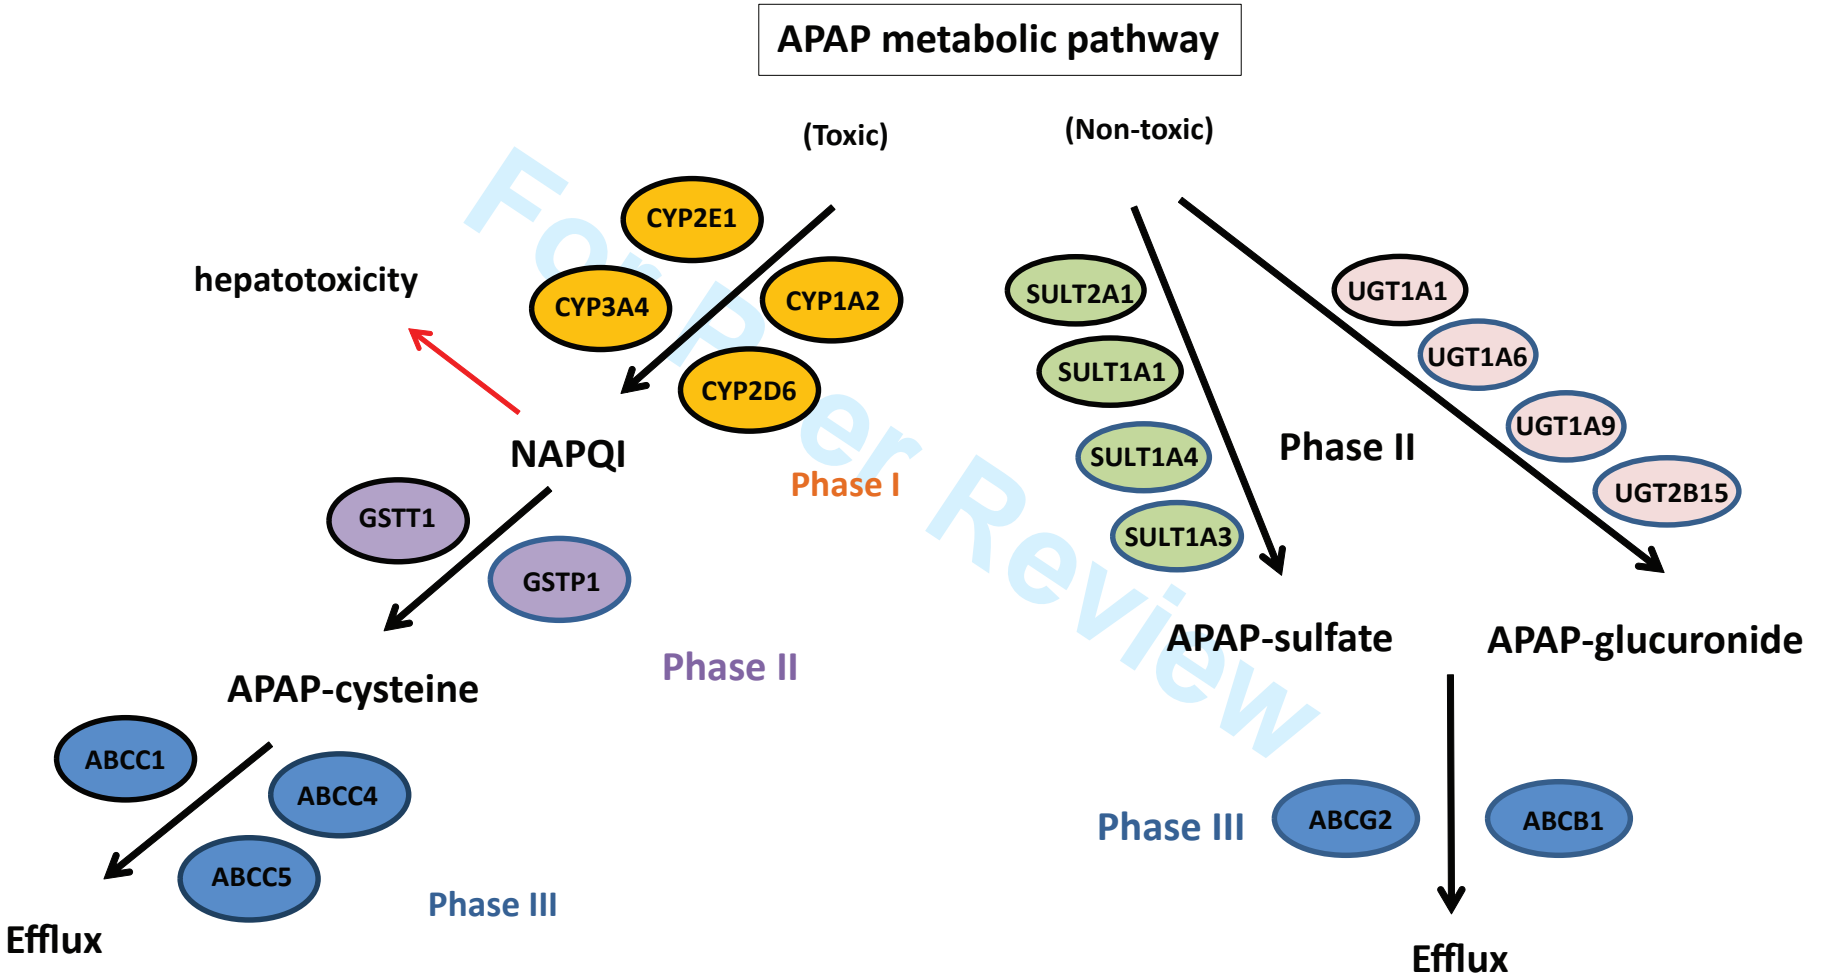 APAP metabolic pathway
(Toxic)
(Non-toxic)
CYP2E1
CYP3A4
CYP1A2
CYP2D6
hepatotoxicity
NAPQI
Phase I
GSTT1
GSTP1
Phase II
APAP-cysteine
ABCC1
ABCC4
ABCC5
Phase III
Efflux
SULT2A1
SULT1A1
SULT1A4
SULT1A3
Phase II
UGT1A1
UGT1A6
UGT1A9
UGT2B15
APAP-sulfate
APAP-glucuronide
Phase III
ABCG2
ABCB1
Efflux
For Peer Review